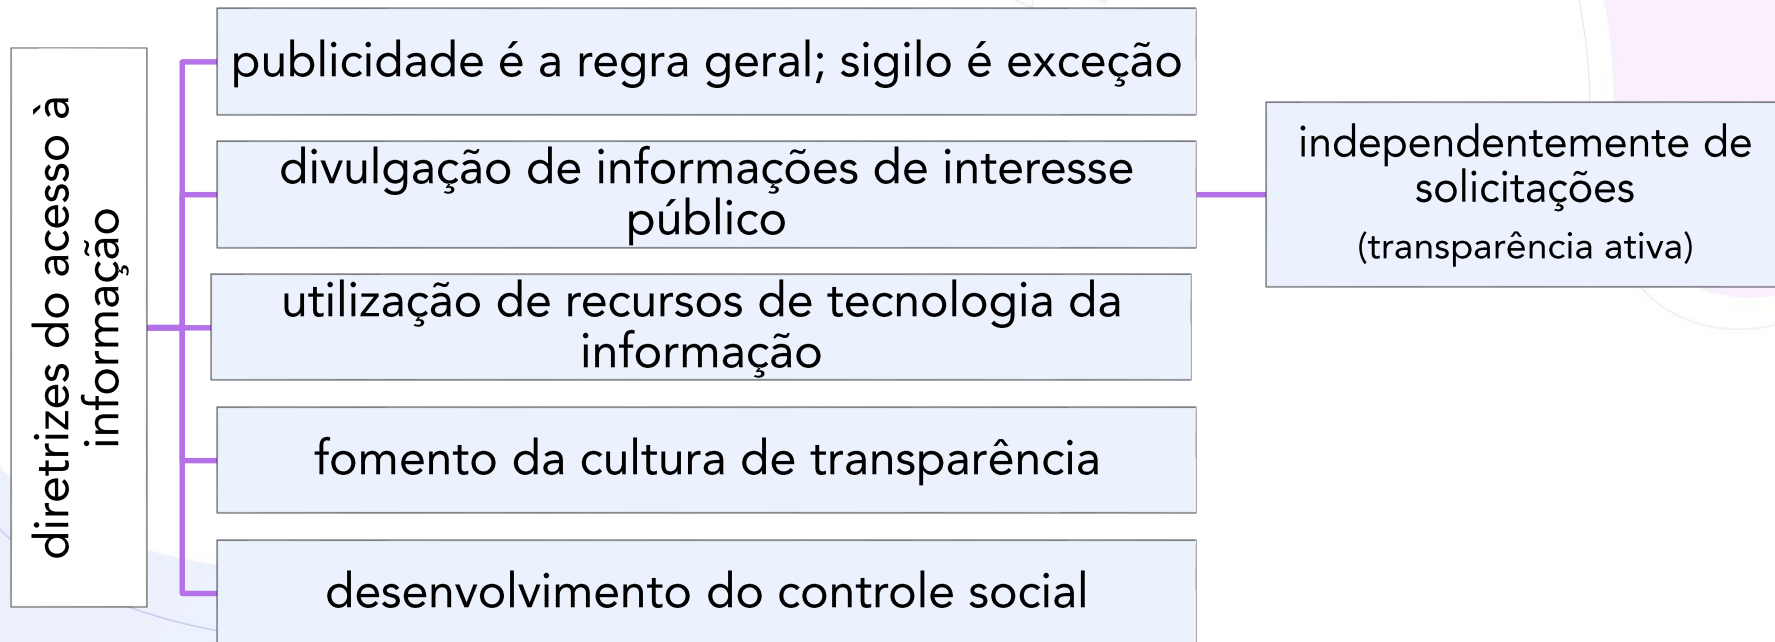 diretrizes do acesso à
informação
publicidade é a regra geral; sigilo é exceção
divulgação de informações de interesse
público
independentemente de
solicitações
(transparência ativa)
utilização de recursos de tecnologia da
informação
fomento da cultura de transparência
desenvolvimento do controle social